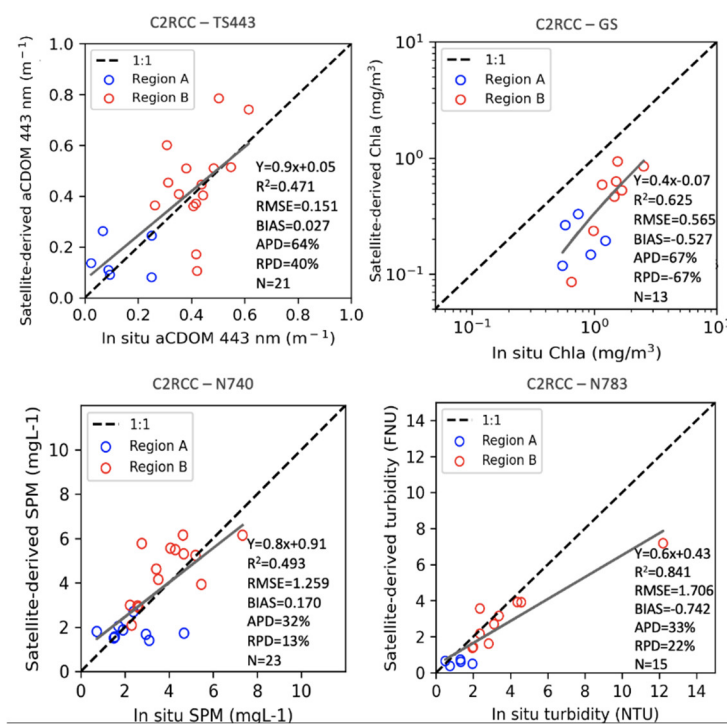 C2RCC – TS443
1:1
Region A
Region B
Y=0.9x+0.05
R²=0.471
RMSE=0.151
BIAS=0.027
APD=64%
RPD=40%
N=21
Satellite-derived aCDOM 443 nm (m⁻¹)
1.0
0.8
0.6
0.4
0.2
0.0
0.0 0.2 0.4 0.6 0.8 1.0
In situ aCDOM 443 nm (m⁻¹)
C2RCC – GS
1:1
Region A
Region B
Y=0.4x-0.07
R²=0.625
RMSE=0.565
BIAS=-0.527
APD=67%
RPD=-67%
N=13
Satellite-derived Chla (mg/m³)
10¹
10⁰
10⁻¹
10⁻¹ 10⁰ 10
In situ Chla (mg/m³)
C2RCC – N740
1:1
Region A
Region B
Y=0.8x+0.91
R²=0.493
RMSE=1.259
BIAS=0.170
APD=32%
RPD=13%
N=23
Satellite-derived SPM (mgL-1)
10
8
6
4
2
0
0 2 4 6 8 10
In situ SPM (mgL-1)
C2RCC – N783
1:1
Region A
Region B
Y=0.6x+0.43
R²=0.841
RMSE=1.706
BIAS=-0.742
APD=33%
RPD=22%
N=15
Satellite-derived turbidity (FNU)
14
12
10
8
6
4
2
0
0 2 4 6 8 10 12 14
In situ turbidity (NTU)